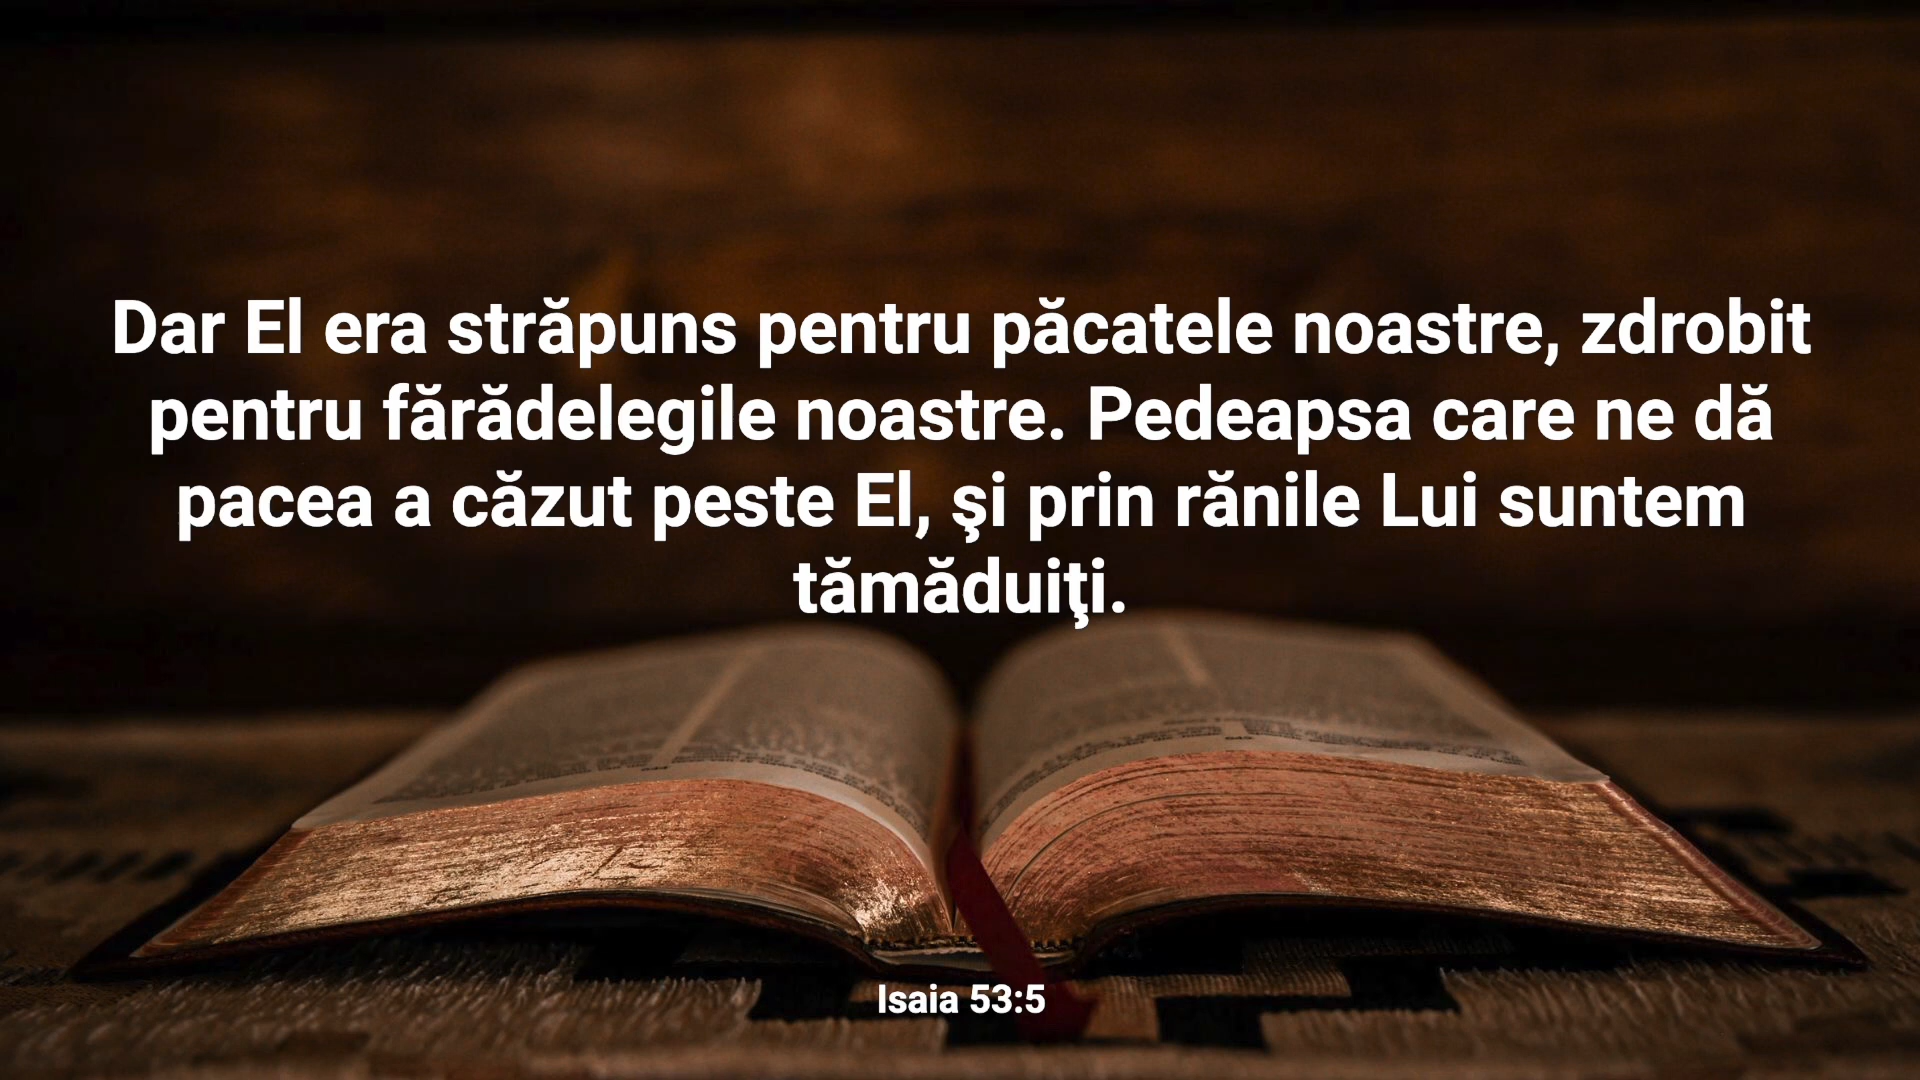 Dar El era străpuns pentru păcatele noastre, zdrobit
pentru fărădelegile noastre. Pedeapsa care ne dă
pacea a căzut peste El, şi prin rănile Lui suntem
tămăduiţi.
Isaia 53:5